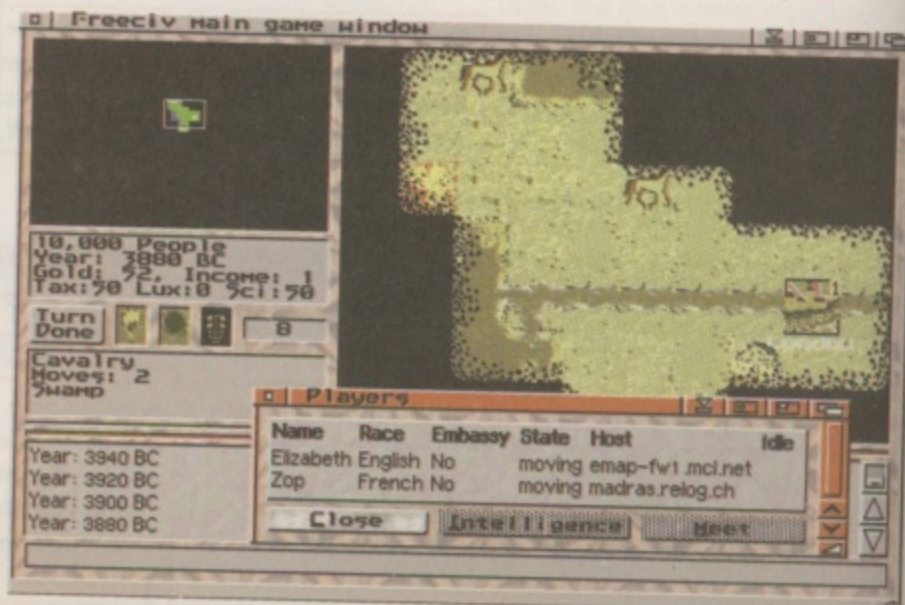 Freeciv main game window
10,000 People
Year: 3880 BC
Gold: 52, Income: 1
Tax:50 Lux:0 Sci:50
Turn
Done
8
Cavalry
Moves: 2
Swamp
Year: 3940 BC
Year: 3920 BC
Year: 3900 BC
Year: 3880 BC
1
Players
Name Race Embassy State Host Idle
Elizabeth English No moving emap-fw1.mcl.net
Zop French No moving madras.relog.ch
Close Intelligence Meet